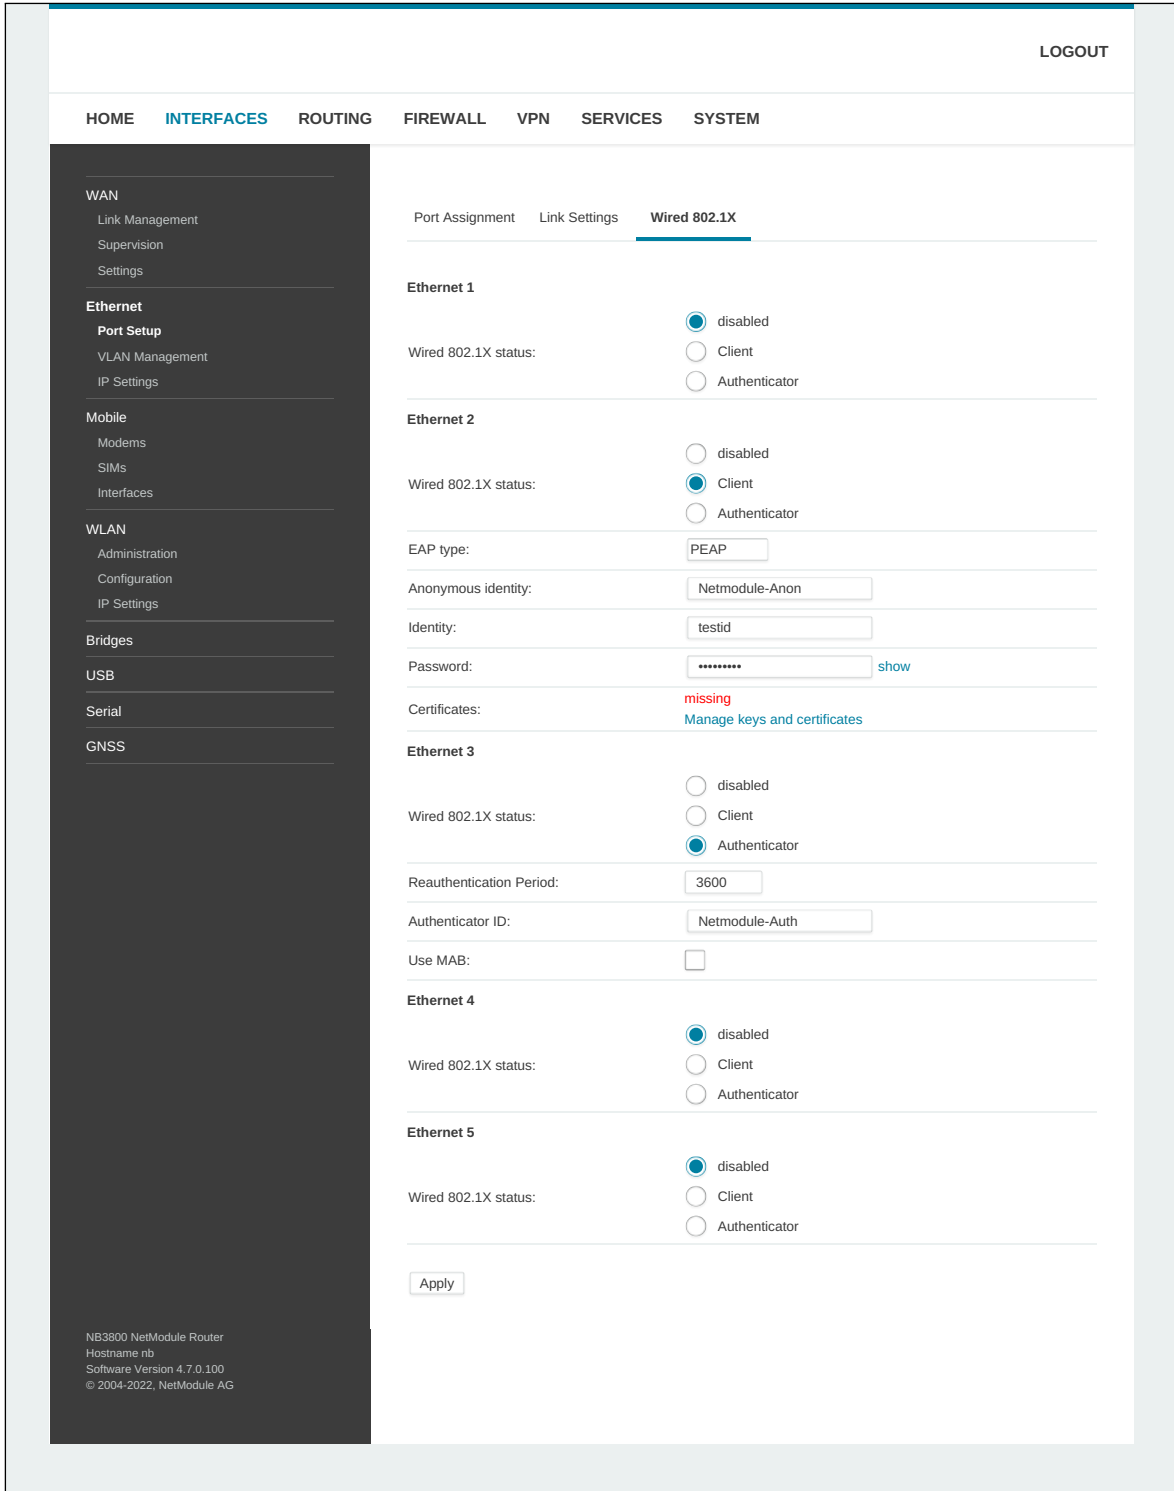 LOGOUT
HOME INTERFACES ROUTING FIREWALL VPN SERVICES SYSTEM
WAN
Link Management
Supervision
Settings
Ethernet
Port Setup
VLAN Management
IP Settings
Mobile
Modems
SIMs
Interfaces
WLAN
Administration
Configuration
IP Settings
Bridges
USB
Serial
GNSS
Port Assignment Link Settings Wired 802.1X
Ethernet 1
Wired 802.1X status:
disabled
Client
Authenticator
Ethernet 2
Wired 802.1X status:
disabled
Client
Authenticator
EAP type: PEAP
Anonymous identity: Netmodule-Anon
Identity: testid
Password: ••••••••• show
Certificates:
missing
Manage keys and certificates
Ethernet 3
Wired 802.1X status:
disabled
Client
Authenticator
Reauthentication Period: 3600
Authenticator ID: Netmodule-Auth
Use MAB:
Ethernet 4
Wired 802.1X status:
disabled
Client
Authenticator
Ethernet 5
Wired 802.1X status:
disabled
Client
Authenticator
Apply
NB3800 NetModule Router
Hostname nb
Software Version 4.7.0.100
© 2004-2022, NetModule AG